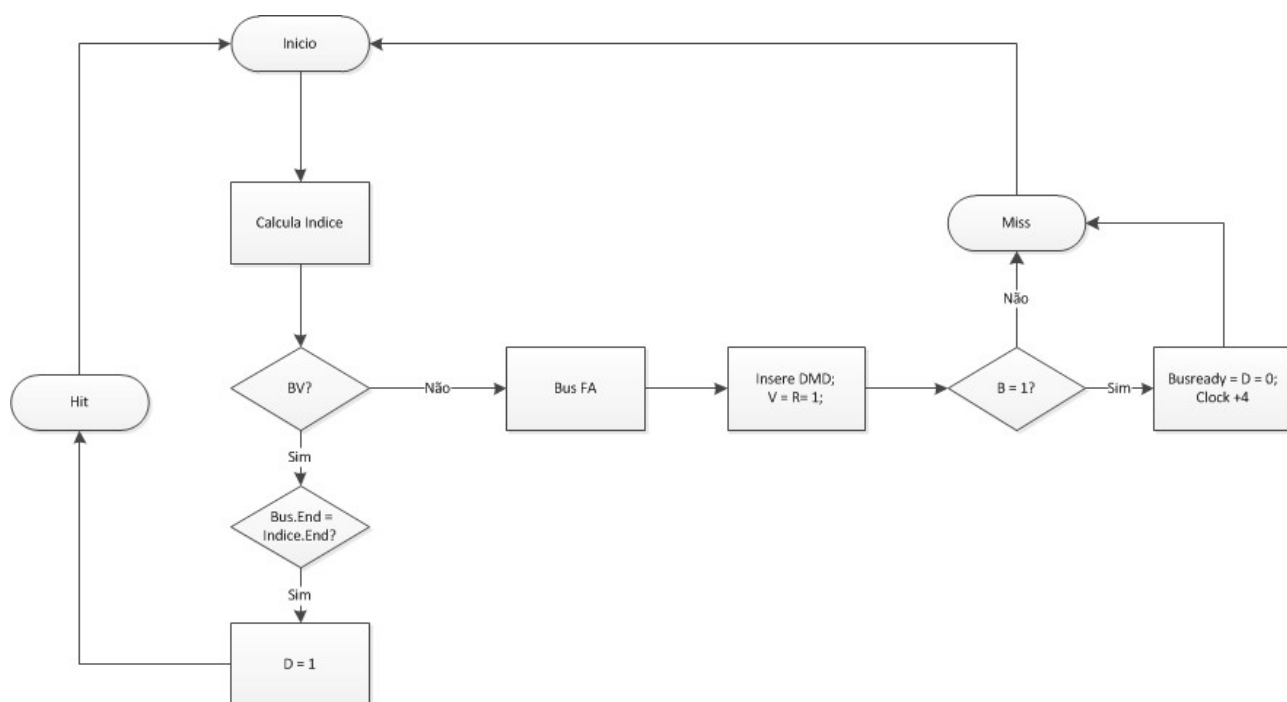 Inicio
Calcula Indice
Miss
Não
BV?
Não
Bus FA
Insere DMD;
V = R= 1;
B = 1?
Sim
Busready = D = 0;
Clock +4
Hit
Sim
Bus.End =
Indice.End?
Sim
D = 1